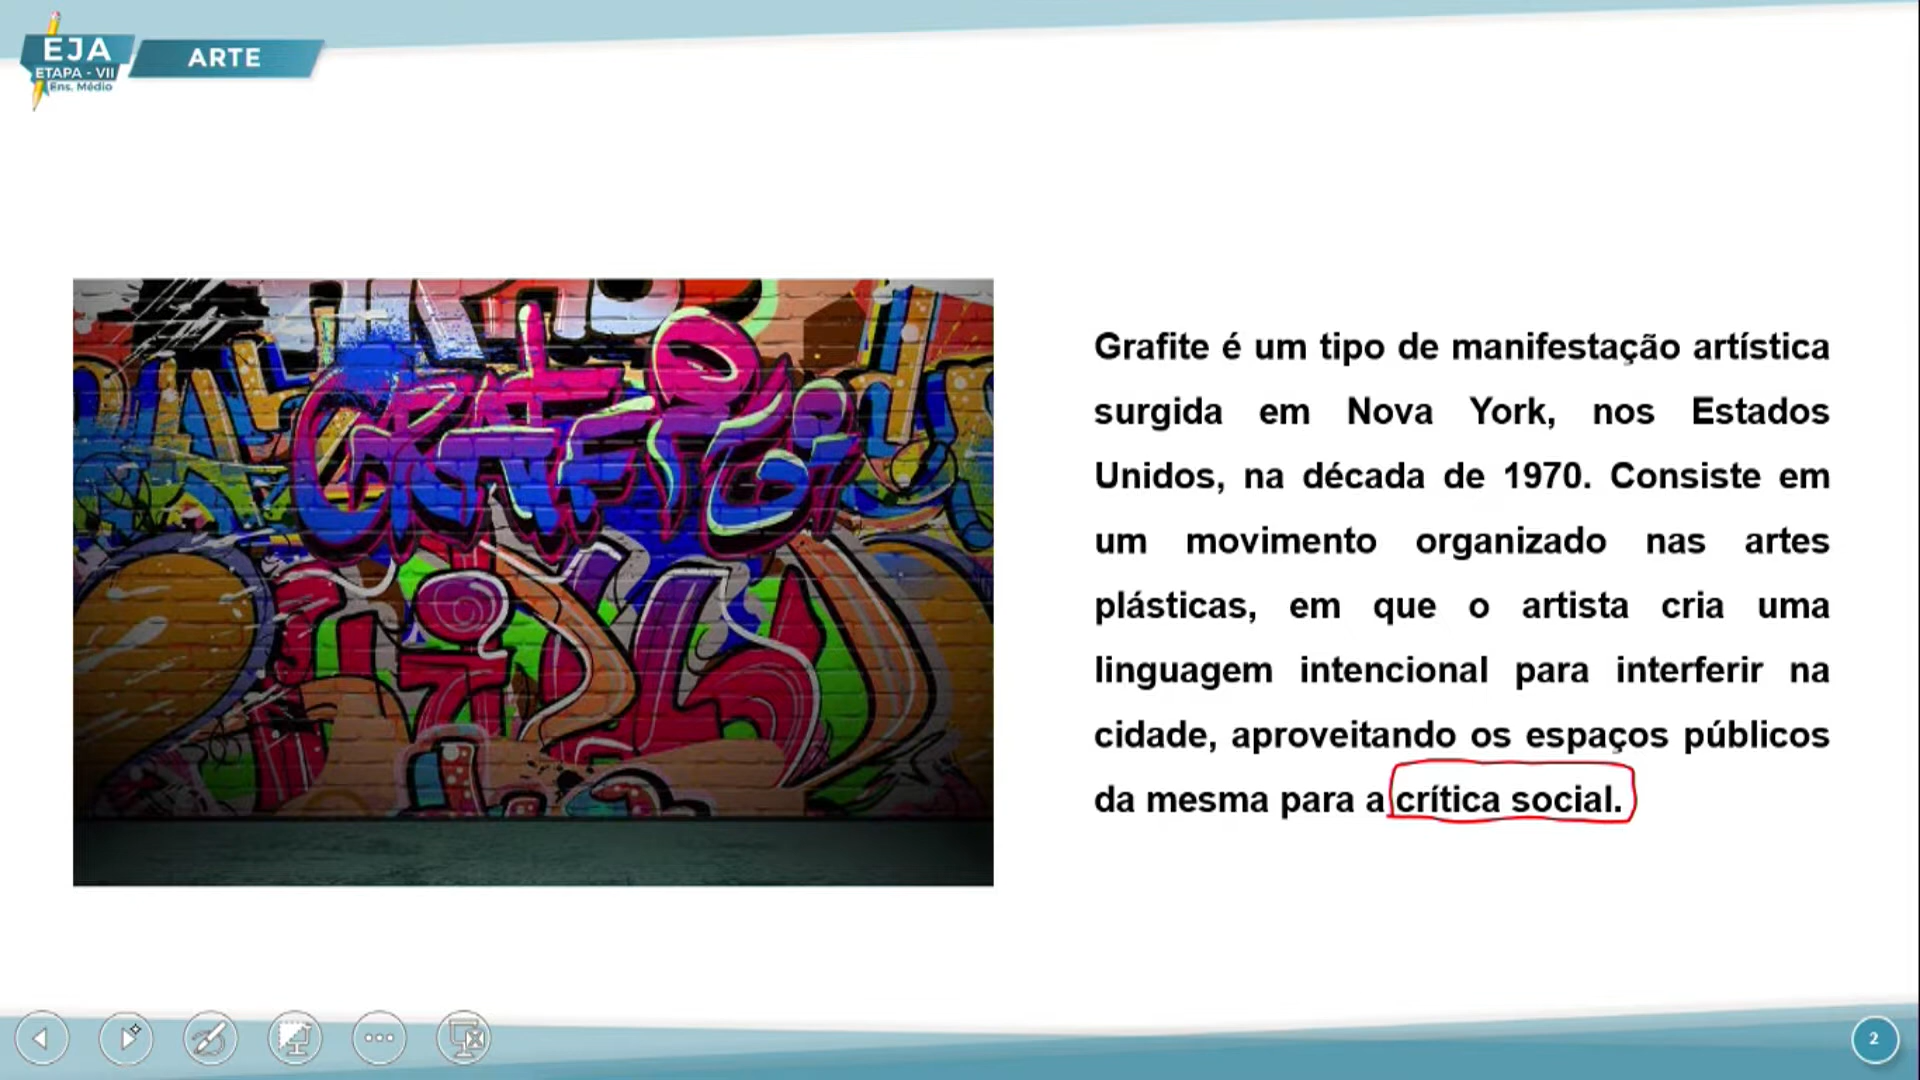 EJA
ETAPA - VII
Ens. Médio
ARTE
Grafite é um tipo de manifestação artística
surgida em Nova York, nos Estados
Unidos, na década de 1970. Consiste em
um movimento organizado nas artes
plásticas, em que o artista cria uma
linguagem intencional para interferir na
cidade, aproveitando os espaços públicos
da mesma para a crítica social.
2